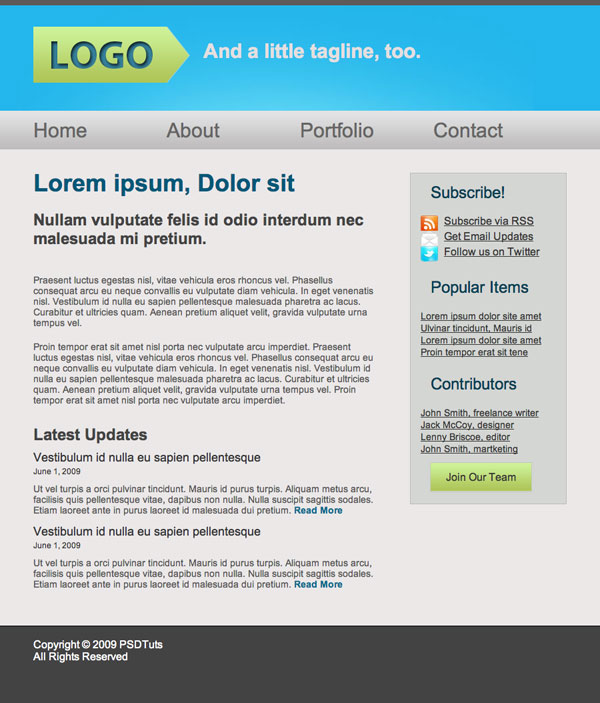 LOGO
And a little tagline, too.
Home About Portfolio Contact
Lorem ipsum, Dolor sit
Nullam vulputate felis id odio interdum nec
malesuada mi pretium.
Praesent luctus egestas nisl, vitae vehicula eros rhoncus vel. Phasellus
consequat arcu eu neque convallis eu vulputate diam vehicula. In eget venenatis
nisl. Vestibulum id nulla eu sapien pellentesque malesuada pharetra ac lacus.
Curabitur et ultricies quam. Aenean pretium aliquet velit, gravida vulputate urna
tempus vel.
Proin tempor erat sit amet nisl porta nec vulputate arcu imperdiet. Praesent
luctus egestas nisl, vitae vehicula eros rhoncus vel. Phasellus consequat arcu eu
neque convallis eu vulputate diam vehicula. In eget venenatis nisl. Vestibulum id
nulla eu sapien pellentesque malesuada pharetra ac lacus. Curabitur et ultricies
quam. Aenean pretium aliquet velit, gravida vulputate urna tempus vel. Proin
tempor erat sit amet nisl porta nec vulputate arcu imperdiet.
Latest Updates
Vestibulum id nulla eu sapien pellentesque
June 1, 2009
Ut vel turpis a orci pulvinar tincidunt. Mauris id purus turpis. Aliquam metus arcu,
facilisis quis pellentesque vitae, dapibus non nulla. Nulla suscipit sagittis sodales.
Etiam laoreet ante in purus laoreet id malesuada dui pretium. Read More
Vestibulum id nulla eu sapien pellentesque
June 1, 2009
Ut vel turpis a orci pulvinar tincidunt. Mauris id purus turpis. Aliquam metus arcu,
facilisis quis pellentesque vitae, dapibus non nulla. Nulla suscipit sagittis sodales.
Etiam laoreet ante in purus laoreet id malesuada dui pretium. Read More
Subscribe!
Subscribe via RSS
Get Email Updates
Follow us on Twitter
Popular Items
Lorem ipsum dolor site amet
Ulvinar tincidunt, Mauris id
Lorem ipsum dolor site amet
Proin tempor erat sit tene
Contributors
John Smith, freelance writer
Jack McCoy, designer
Lenny Briscoe, editor
John Smith, marketing
Join Our Team
Copyright © 2009 PSDTuts
All Rights Reserved